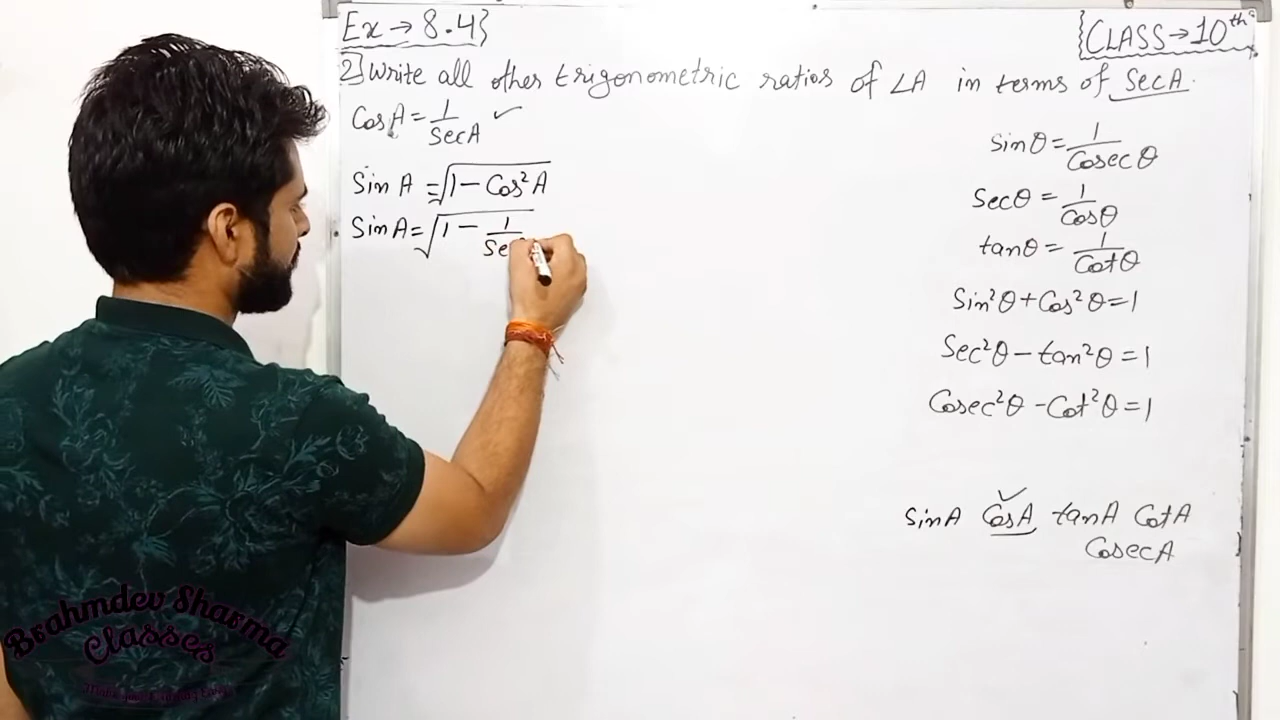 Ex → 8.4}
{CLASS → 10th
2] Write all other trigonometric ratios of ∠A in terms of SecA.
CosA = 1/SecA ✓
Sin A = √(1 - Cos²A)
SinA = √(1 - 1/Sec
Sinθ = 1/Cosecθ
Secθ = 1/Cosθ
tanθ = 1/Cotθ
Sin²θ + Cos²θ = 1
Sec²θ - tan²θ = 1
Cosec²θ - Cot²θ = 1
✓
SinA CosA tanA CotA
CosecA
Brahmdev Sharma
Classes